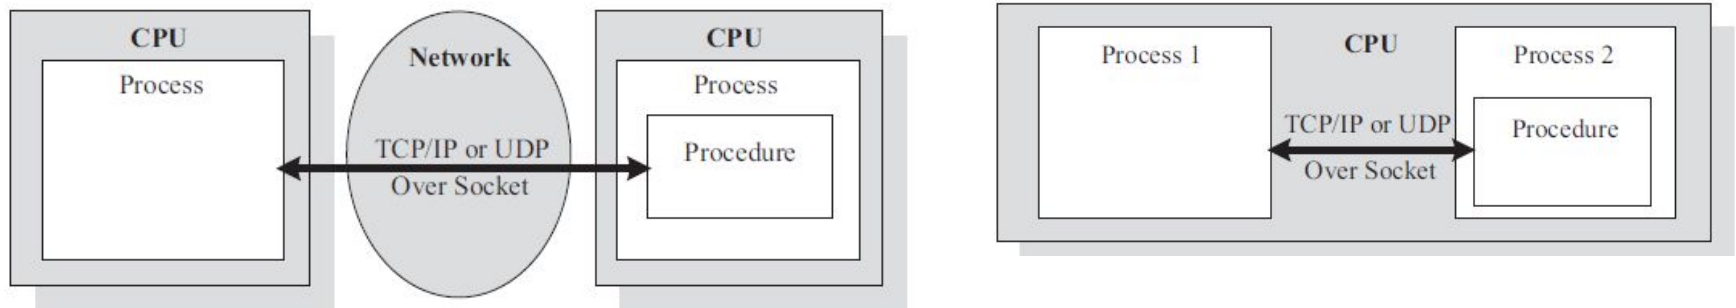 CPU
Process
Network
TCP/IP or UDP
Over Socket
CPU
Process
Procedure
CPU
Process 1
TCP/IP or UDP
Over Socket
Process 2
Procedure